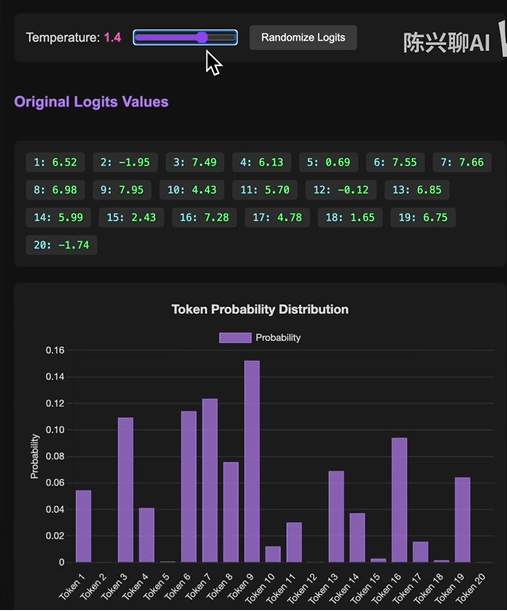 Temperature: 1.4 Randomize Logits 陈兴聊AI
Original Logits Values
1: 6.52 2: -1.95 3: 7.49 4: 6.13 5: 0.69 6: 7.55 7: 7.66
8: 6.98 9: 7.95 10: 4.43 11: 5.70 12: -0.12 13: 6.85
14: 5.99 15: 2.43 16: 7.28 17: 4.78 18: 1.65 19: 6.75
20: -1.74
Token Probability Distribution
Probability
0.16
0.14
0.12
0.10
0.08
0.06
0.04
0.02
0
Probability
Token 1 Token 2 Token 3 Token 4 Token 5 Token 6 Token 7 Token 8 Token 9 Token 10 Token 11 Token 12 Token 13 Token 14 Token 15 Token 16 Token 17 Token 18 Token 19 Token 20